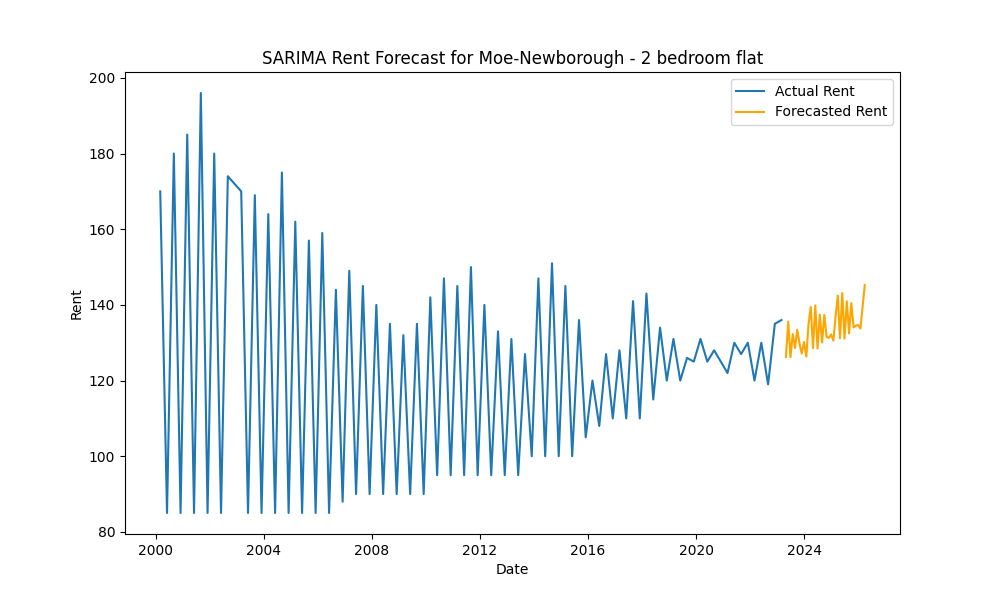 SARIMA Rent Forecast for Moe-Newborough - 2 bedroom flat
Actual Rent
Forecasted Rent
200
180
160
140
120
100
80
Rent
2000
2004
2008
2012
2016
2020
2024
Date